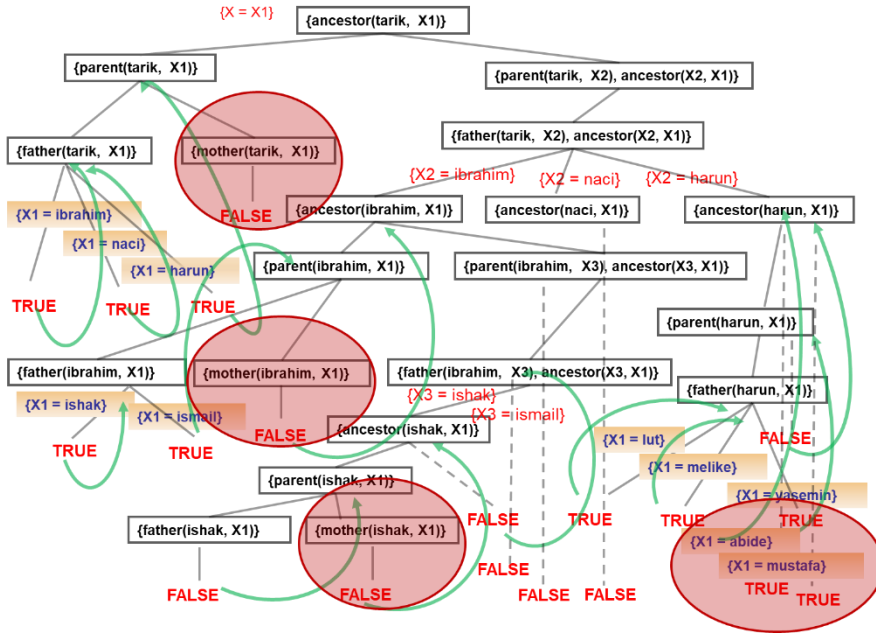 {X = X1}
{ancestor(tarik, X1)}
{parent(tarik, X1)}
{parent(tarik, X2), ancestor(X2, X1)}
{father(tarik, X1)}
{mother(tarik, X1)}
{father(tarik, X2), ancestor(X2, X1)}
{X2 = ibrahim}
{X2 = naci}
{X2 = harun}
FALSE
{ancestor(ibrahim, X1)}
{ancestor(naci, X1)}
{ancestor(harun, X1)}
{X1 = ibrahim}
{X1 = naci}
{X1 = harun}
{parent(ibrahim, X1)}
{parent(ibrahim, X3), ancestor(X3, X1)}
TRUE
TRUE
TRUE
{parent(harun, X1)}
{father(ibrahim, X1)}
{mother(ibrahim, X1)}
{father(ibrahim, X3), ancestor(X3, X1)}
{father(harun, X1)}
{X1 = ishak}
{X1 = ismail}
{X3 = ishak}
{X3 = ismail}
TRUE
TRUE
FALSE
{ancestor(ishak, X1)}
{X1 = lut}
FALSE
{X1 = melike}
{parent(ishak, X1)}
{X1 = yasemin}
{father(ishak, X1)}
{mother(ishak, X1)}
FALSE
TRUE
TRUE
TRUE
{X1 = abide}
{X1 = mustafa}
FALSE
FALSE
FALSE
FALSE
FALSE
TRUE
TRUE